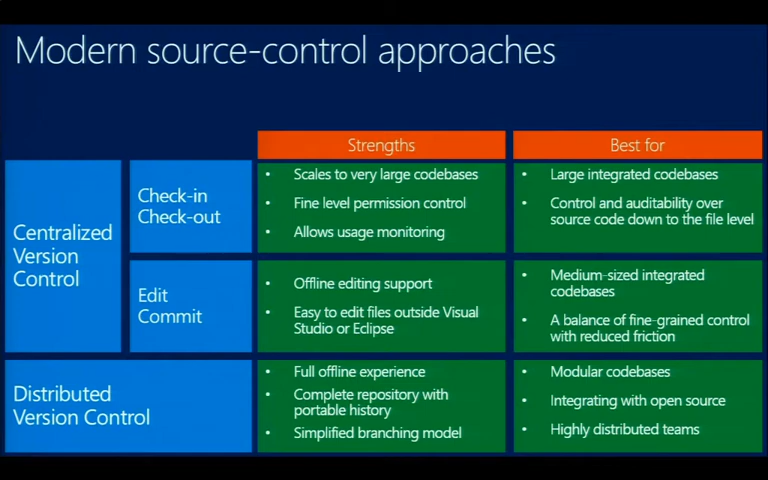 Modern source-control approaches
Strengths
Best for
Centralized
Version
Control
Check-in
Check-out
• Scales to very large codebases
• Fine level permission control
• Allows usage monitoring
• Large integrated codebases
• Control and auditability over
source code down to the file level
Edit
Commit
• Offline editing support
• Easy to edit files outside Visual
Studio or Eclipse
• Medium-sized integrated
codebases
• A balance of fine-grained control
with reduced friction
Distributed
Version Control
• Full offline experience
• Complete repository with
portable history
• Simplified branching model
• Modular codebases
• Integrating with open source
• Highly distributed teams